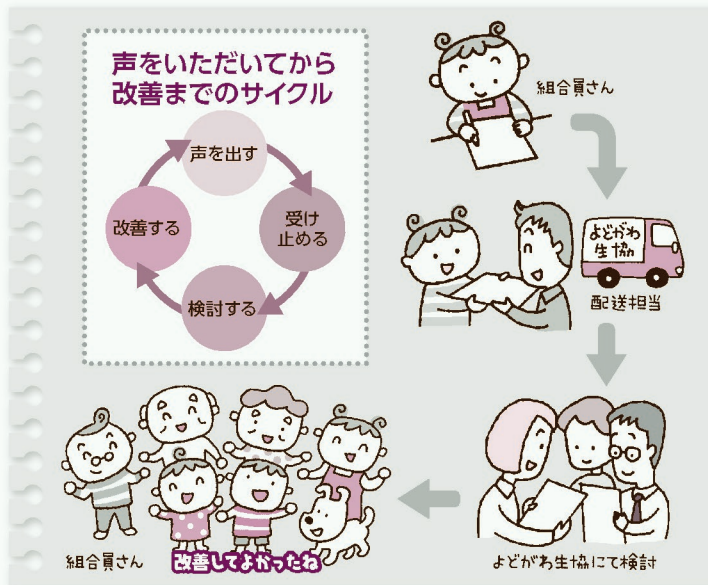 声をいただいてから
改善までのサイクル
声を出す
受け
止める
検討する
改善する
組合員さん
よどがわ
生協
配送担当
よどがわ生協にて検討
組合員さん
改善してよかったね